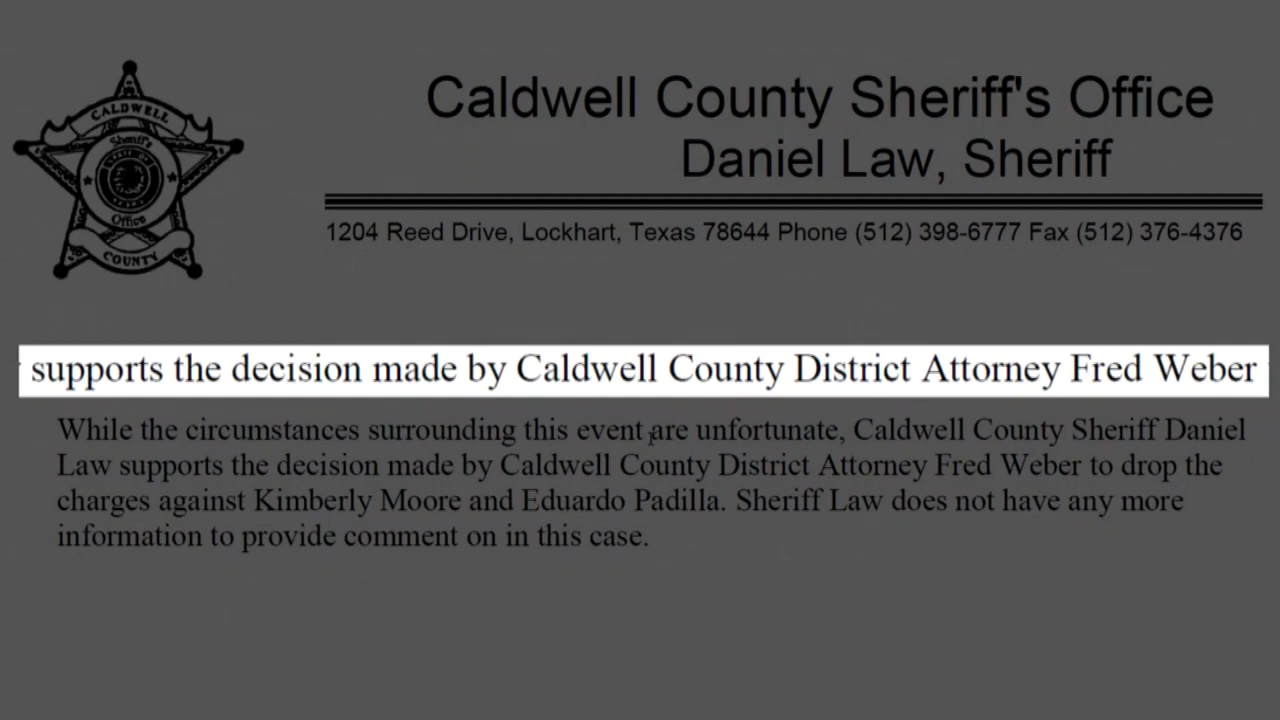 CALDWELL
Sheriff's
Office
COUNTY
Caldwell County Sheriff's Office
Daniel Law, Sheriff
1204 Reed Drive, Lockhart, Texas 78644 Phone (512) 398-6777 Fax (512) 376-4376
supports the decision made by Caldwell County District Attorney Fred Weber
While the circumstances surrounding this event are unfortunate, Caldwell County Sheriff Daniel
Law supports the decision made by Caldwell County District Attorney Fred Weber to drop the
charges against Kimberly Moore and Eduardo Padilla. Sheriff Law does not have any more
information to provide comment on in this case.